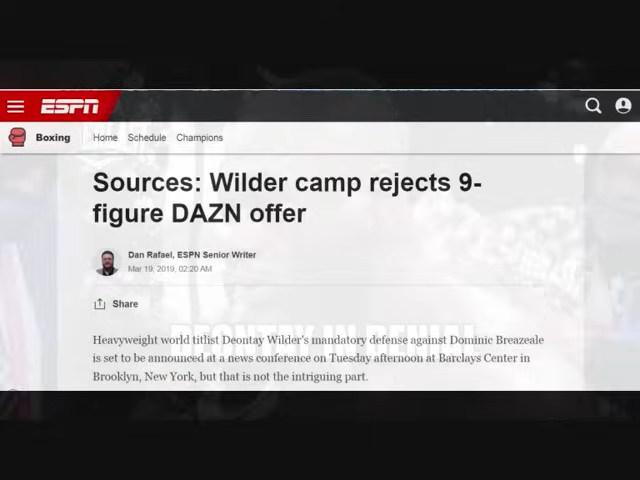 ESPN
Boxing Home Schedule Champions
Sources: Wilder camp rejects 9-
figure DAZN offer
Dan Rafael, ESPN Senior Writer
Mar 19, 2019, 02:20 AM
Share
Heavyweight world titlist Deontay Wilder's mandatory defense against Dominic Breazeale
is set to be announced at a news conference on Tuesday afternoon at Barclays Center in
Brooklyn, New York, but that is not the intriguing part.
DEONTAY IN DENIAL